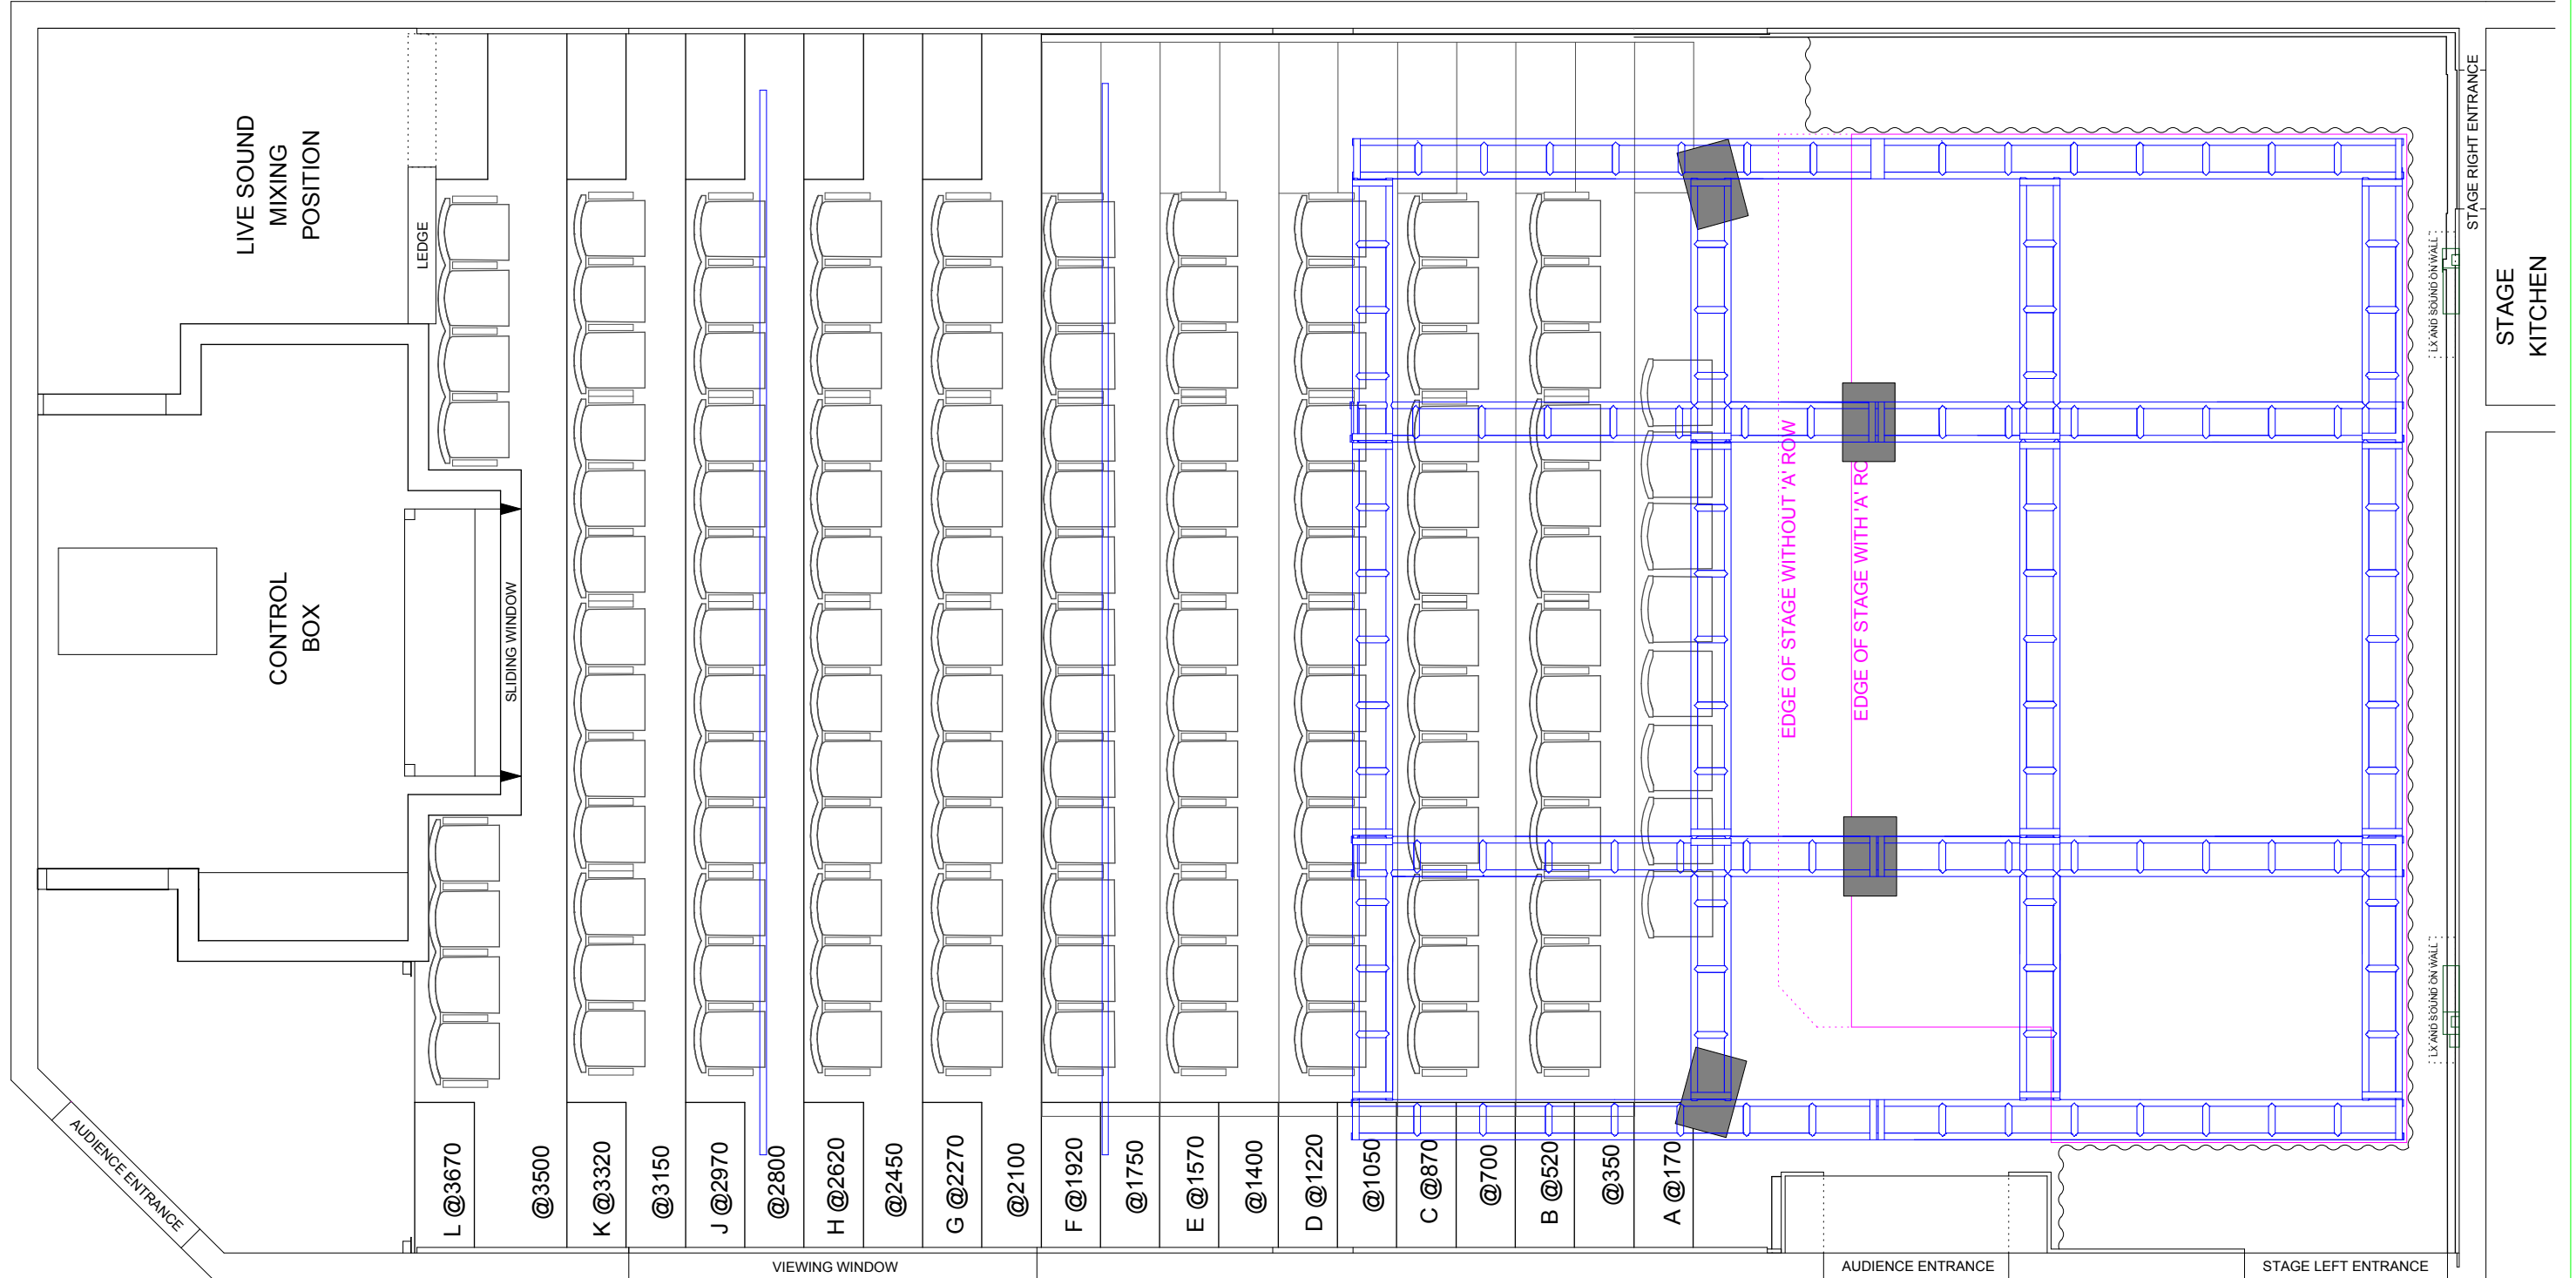 LIVE SOUND
MIXING
POSITION
LEDGE
CONTROL
BOX
SLIDING WINDOW
AUDIENCE ENTRANCE
L @3670
@3500
K @3320
@3150
J @2970
@2800
H @2620
@2450
G @2270
@2100
F @1920
@1750
E @1570
@1400
D @1220
@1050
C @870
@700
B @520
@350
A @170
VIEWING WINDOW
EDGE OF STAGE WITHOUT 'A' ROW
EDGE OF STAGE WITH 'A' RO
STAGE RIGHT ENTRANCE
LX AND SOUND ON WALL
STAGE
KITCHEN
LX AND SOUND ON WALL
AUDIENCE ENTRANCE
STAGE LEFT ENTRANCE